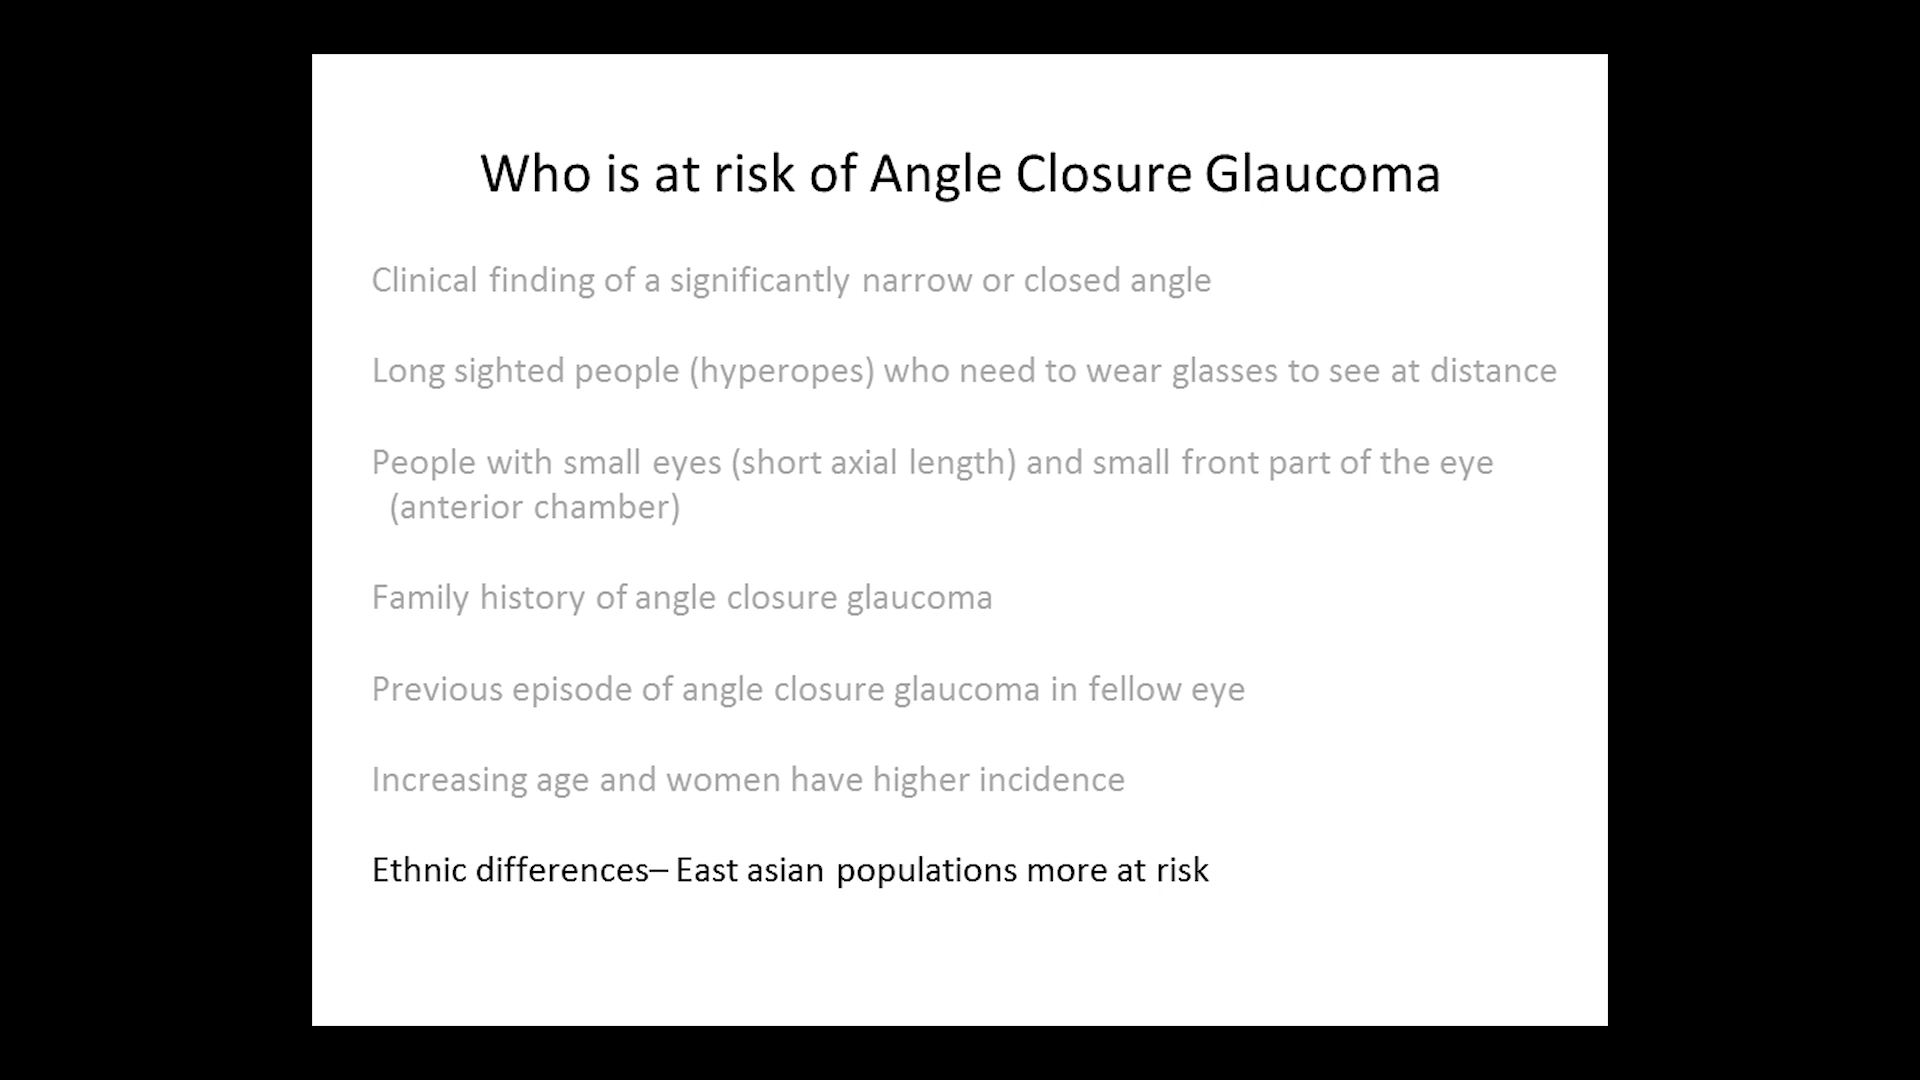 Who is at risk of Angle Closure Glaucoma
Clinical finding of a significantly narrow or closed angle
Long sighted people (hyperopes) who need to wear glasses to see at distance
People with small eyes (short axial length) and small front part of the eye
(anterior chamber)
Family history of angle closure glaucoma
Previous episode of angle closure glaucoma in fellow eye
Increasing age and women have higher incidence
Ethnic differences– East asian populations more at risk